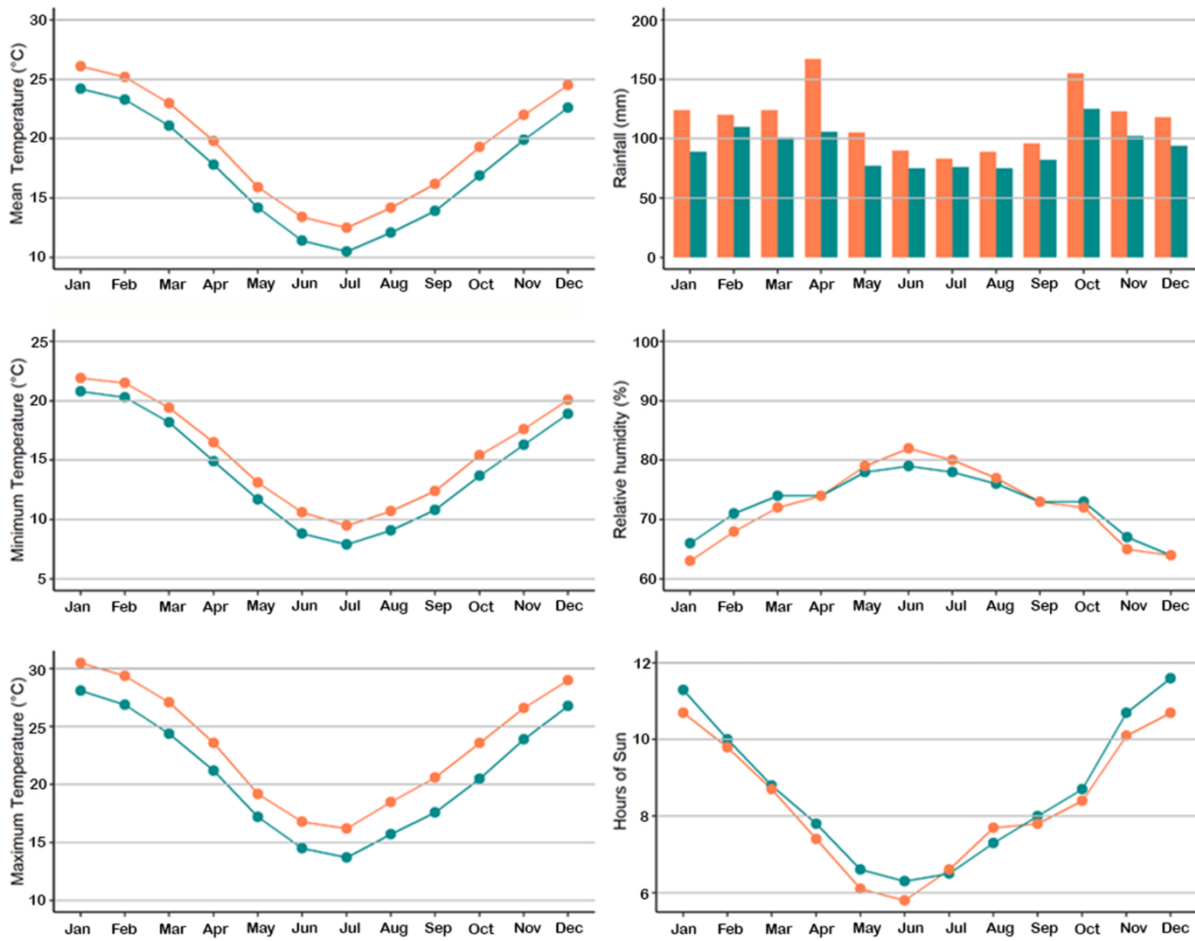 Mean Temperature (°C)
30
25
20
15
10
Jan Feb Mar Apr May Jun Jul Aug Sep Oct Nov Dec
Rainfall (mm)
200
150
100
50
0
Jan Feb Mar Apr May Jun Jul Aug Sep Oct Nov Dec
Minimum Temperature (°C)
25
20
15
10
5
Jan Feb Mar Apr May Jun Jul Aug Sep Oct Nov Dec
Relative humidity (%)
100
90
80
70
60
Jan Feb Mar Apr May Jun Jul Aug Sep Oct Nov Dec
Maximum Temperature (°C)
30
25
20
15
10
Jan Feb Mar Apr May Jun Jul Aug Sep Oct Nov Dec
Hours of Sun
12
10
8
6
Jan Feb Mar Apr May Jun Jul Aug Sep Oct Nov Dec